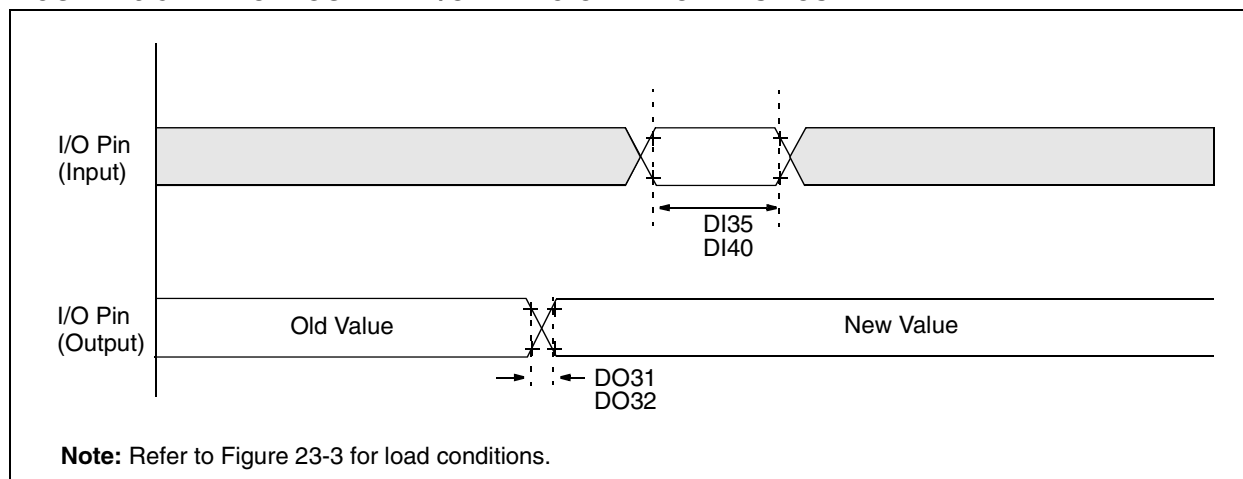 I/O Pin
(Input)
DI35
DI40
I/O Pin
(Output)
Old Value
New Value
DO31
DO32
Note: Refer to Figure 23-3 for load conditions.